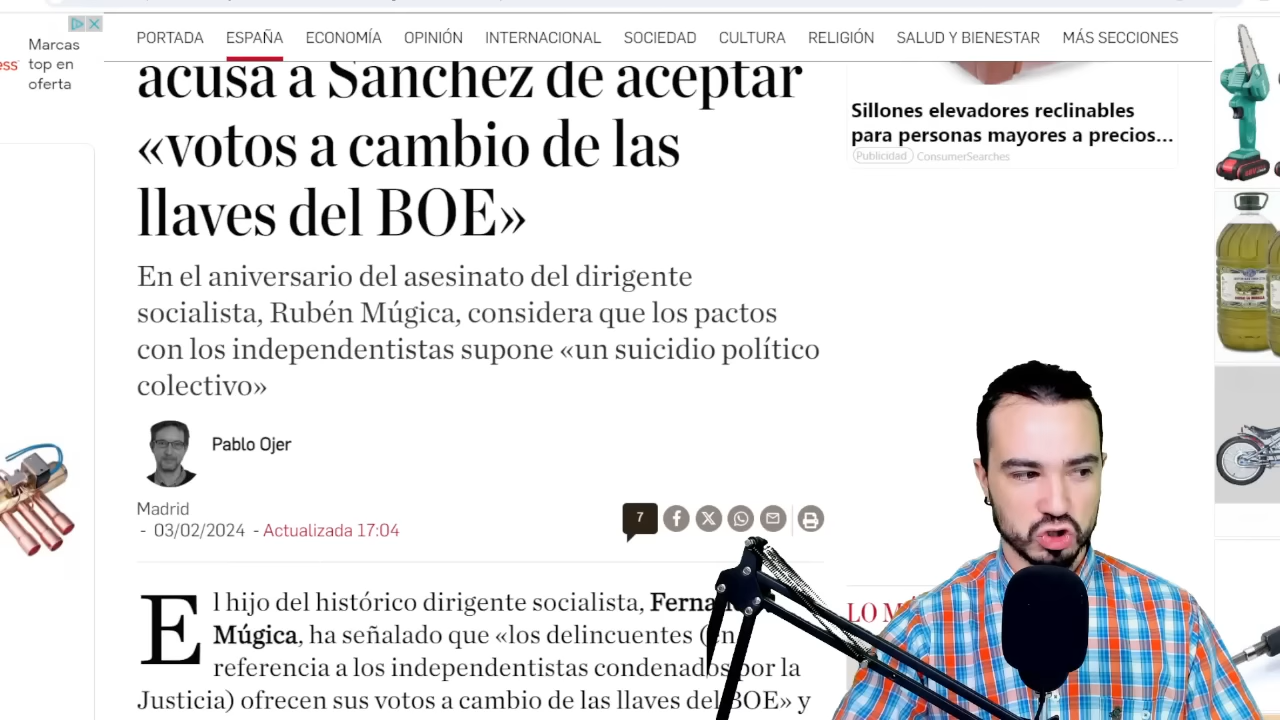 Marcas
top en
oferta
PORTADA ESPAÑA ECONOMÍA OPINIÓN INTERNACIONAL SOCIEDAD CULTURA RELIGIÓN SALUD Y BIENESTAR MÁS SECCIONES
acusa a Sánchez de aceptar
«votos a cambio de las
llaves del BOE»
En el aniversario del asesinato del dirigente
socialista, Rubén Múgica, considera que los pactos
con los independentistas supone «un suicidio político
colectivo»
Pablo Ojer
Madrid
- 03/02/2024 - Actualizada 17:04
7
El hijo del histórico dirigente socialista,
Múgica, ha señalado que «los delincuentes (en
referencia a los independentistas condenados por la
Justicia) ofrecen sus votos a cambio de las llaves del BOE» y
Sillones elevadores reclinables
para personas mayores a precios...
Publicidad ConsumerSearches
LO